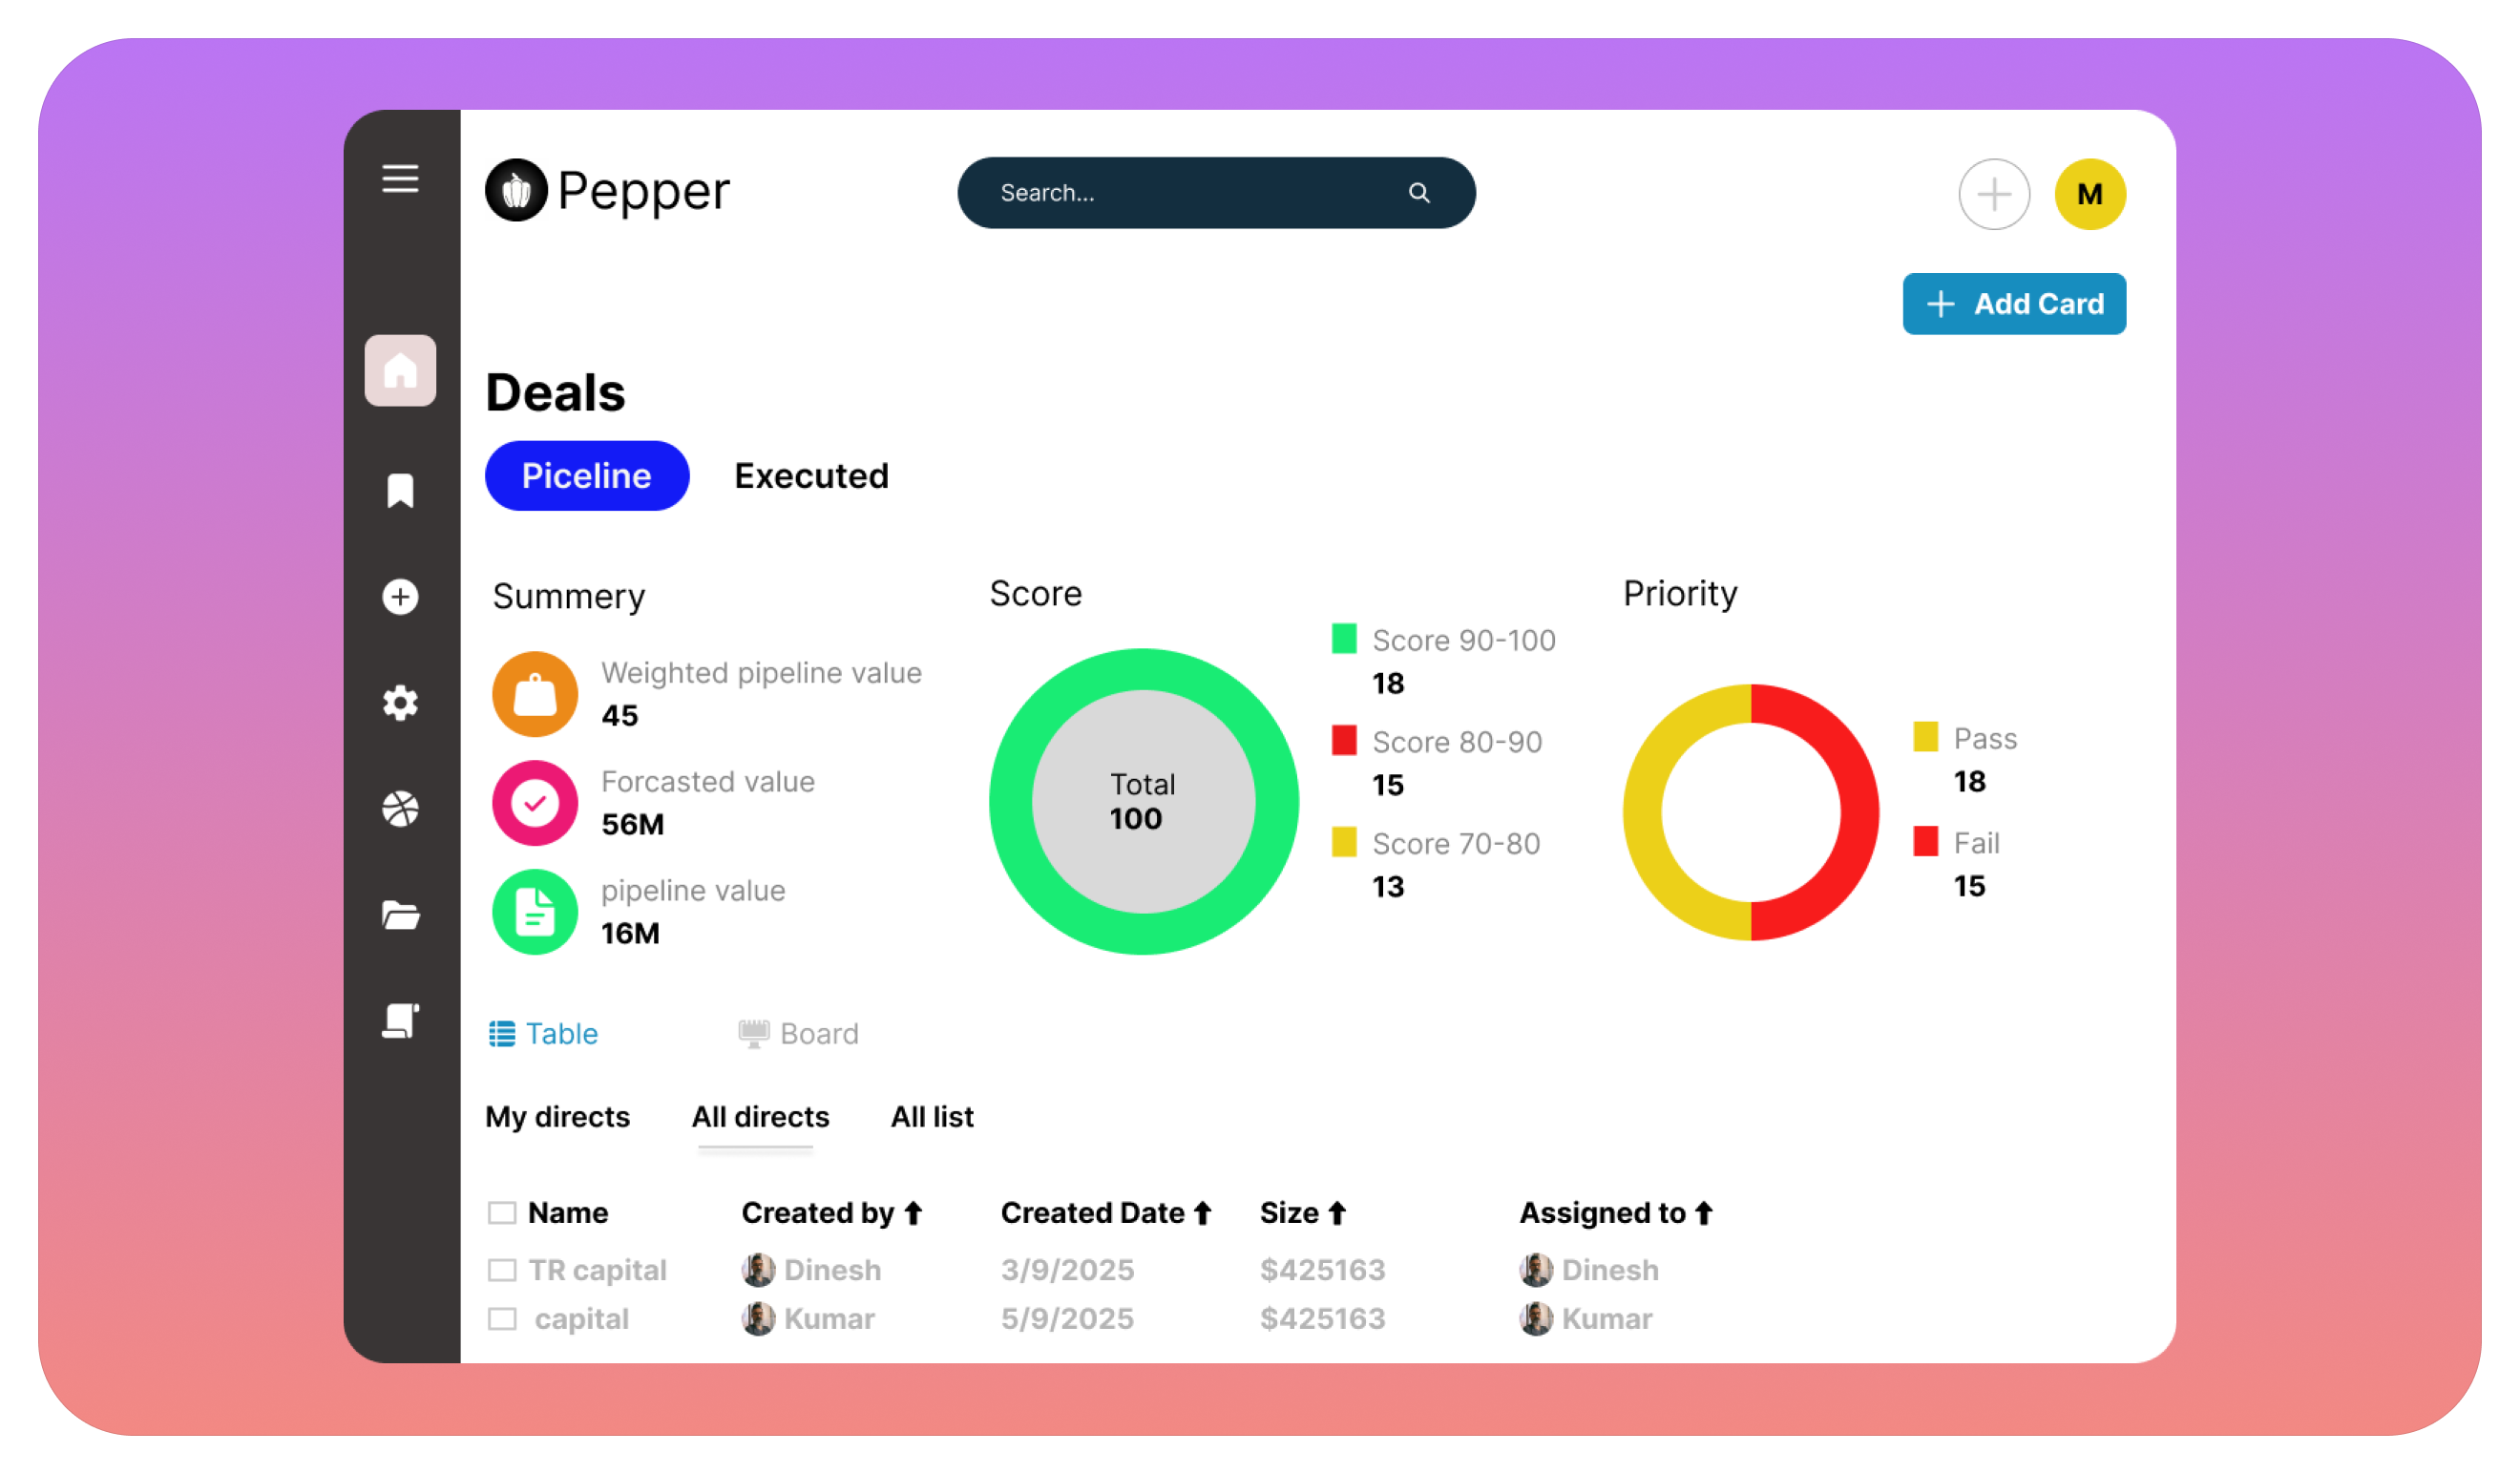 Pepper
Search...
M
Add Card
Deals
Piceline Executed
Summery
Weighted pipeline value
45
Forcasted value
56M
pipeline value
16M
Score
Total
100
Score 90-100
18
Score 80-90
15
Score 70-80
13
Priority
Pass
18
Fail
15
Table Board
My directs All directs All list
Name Created by Created Date Size Assigned to
TR capital Dinesh 3/9/2025 $425163 Dinesh
capital Kumar 5/9/2025 $425163 Kumar